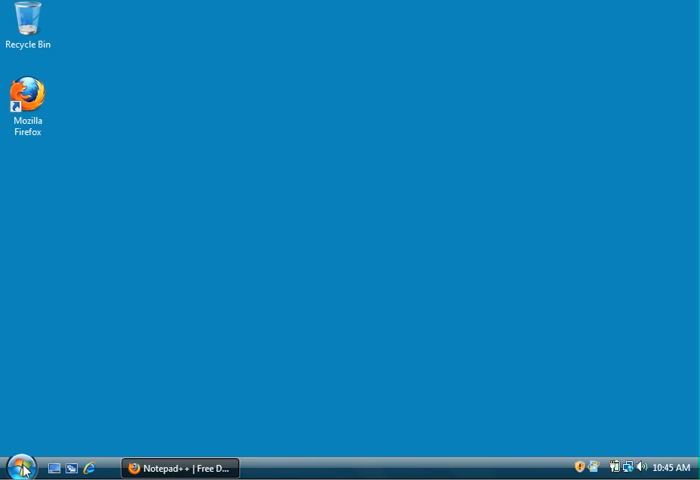 Recycle Bin
Mozilla
Firefox
Notepad++ | Free D...
10:45 AM